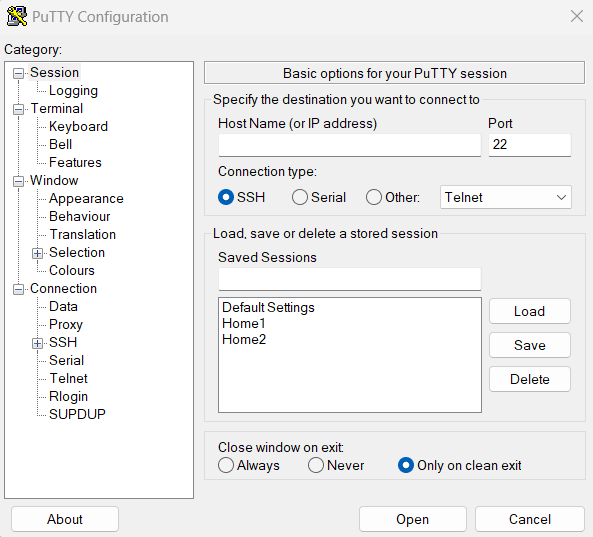 PuTTY Configuration
Category:
Session
Logging
Terminal
Keyboard
Bell
Features
Window
Appearance
Behaviour
Translation
Selection
Colours
Connection
Data
Proxy
SSH
Serial
Telnet
Rlogin
SUPDUP
Basic options for your PuTTY session
Specify the destination you want to connect to
Host Name (or IP address) Port
22
Connection type:
SSH Serial Other: Telnet
Load, save or delete a stored session
Saved Sessions
Default Settings
Home1
Home2
Load
Save
Delete
Close window on exit:
Always Never Only on clean exit
About Open Cancel